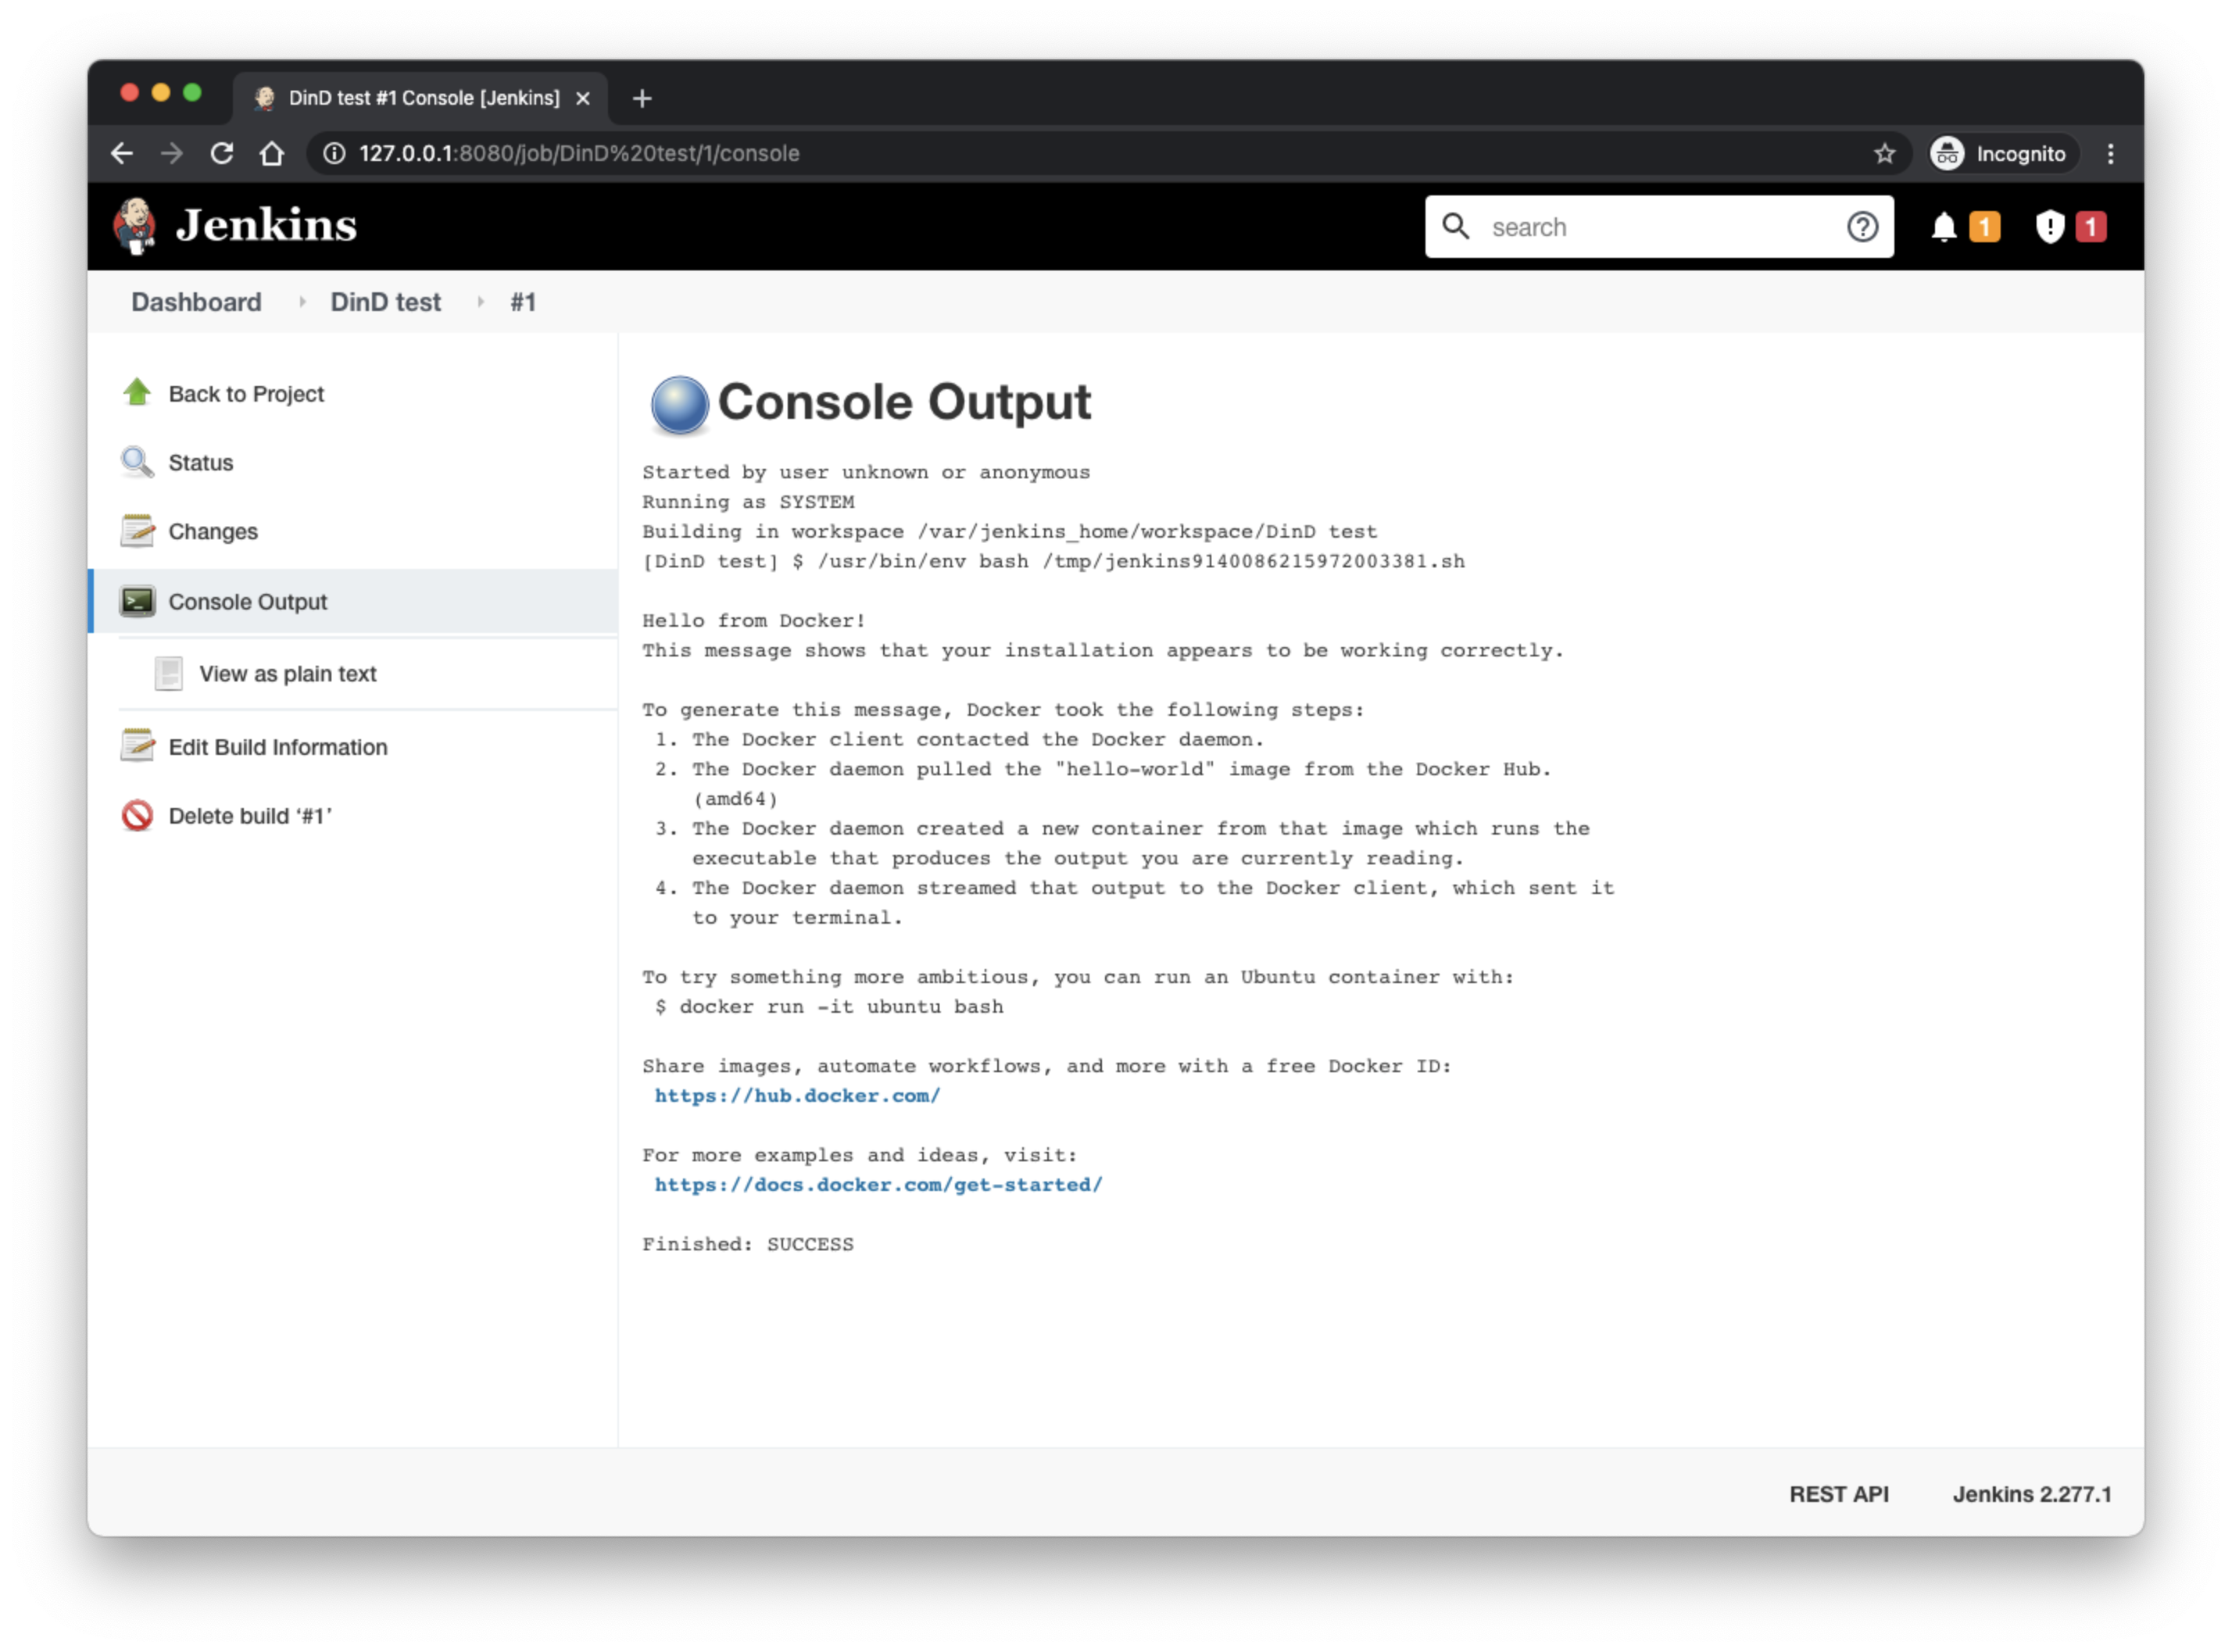 DinD test #1 Console [Jenkins]
127.0.0.1:8080/job/DinD%20test/1/console
Incognito
Jenkins
search
1
1
Dashboard
DinD test
#1
Back to Project
Status
Changes
Console Output
View as plain text
Edit Build Information
Delete build ‘#1’
Console Output
Started by user unknown or anonymous
Running as SYSTEM
Building in workspace /var/jenkins_home/workspace/DinD test
[DinD test] $ /usr/bin/env bash /tmp/jenkins9140086215972003381.sh
Hello from Docker!
This message shows that your installation appears to be working correctly.
To generate this message, Docker took the following steps:
1. The Docker client contacted the Docker daemon.
2. The Docker daemon pulled the "hello-world" image from the Docker Hub.
(amd64)
3. The Docker daemon created a new container from that image which runs the
executable that produces the output you are currently reading.
4. The Docker daemon streamed that output to the Docker client, which sent it
to your terminal.
To try something more ambitious, you can run an Ubuntu container with:
$ docker run -it ubuntu bash
Share images, automate workflows, and more with a free Docker ID:
https://hub.docker.com/
For more examples and ideas, visit:
https://docs.docker.com/get-started/
Finished: SUCCESS
REST API
Jenkins 2.277.1